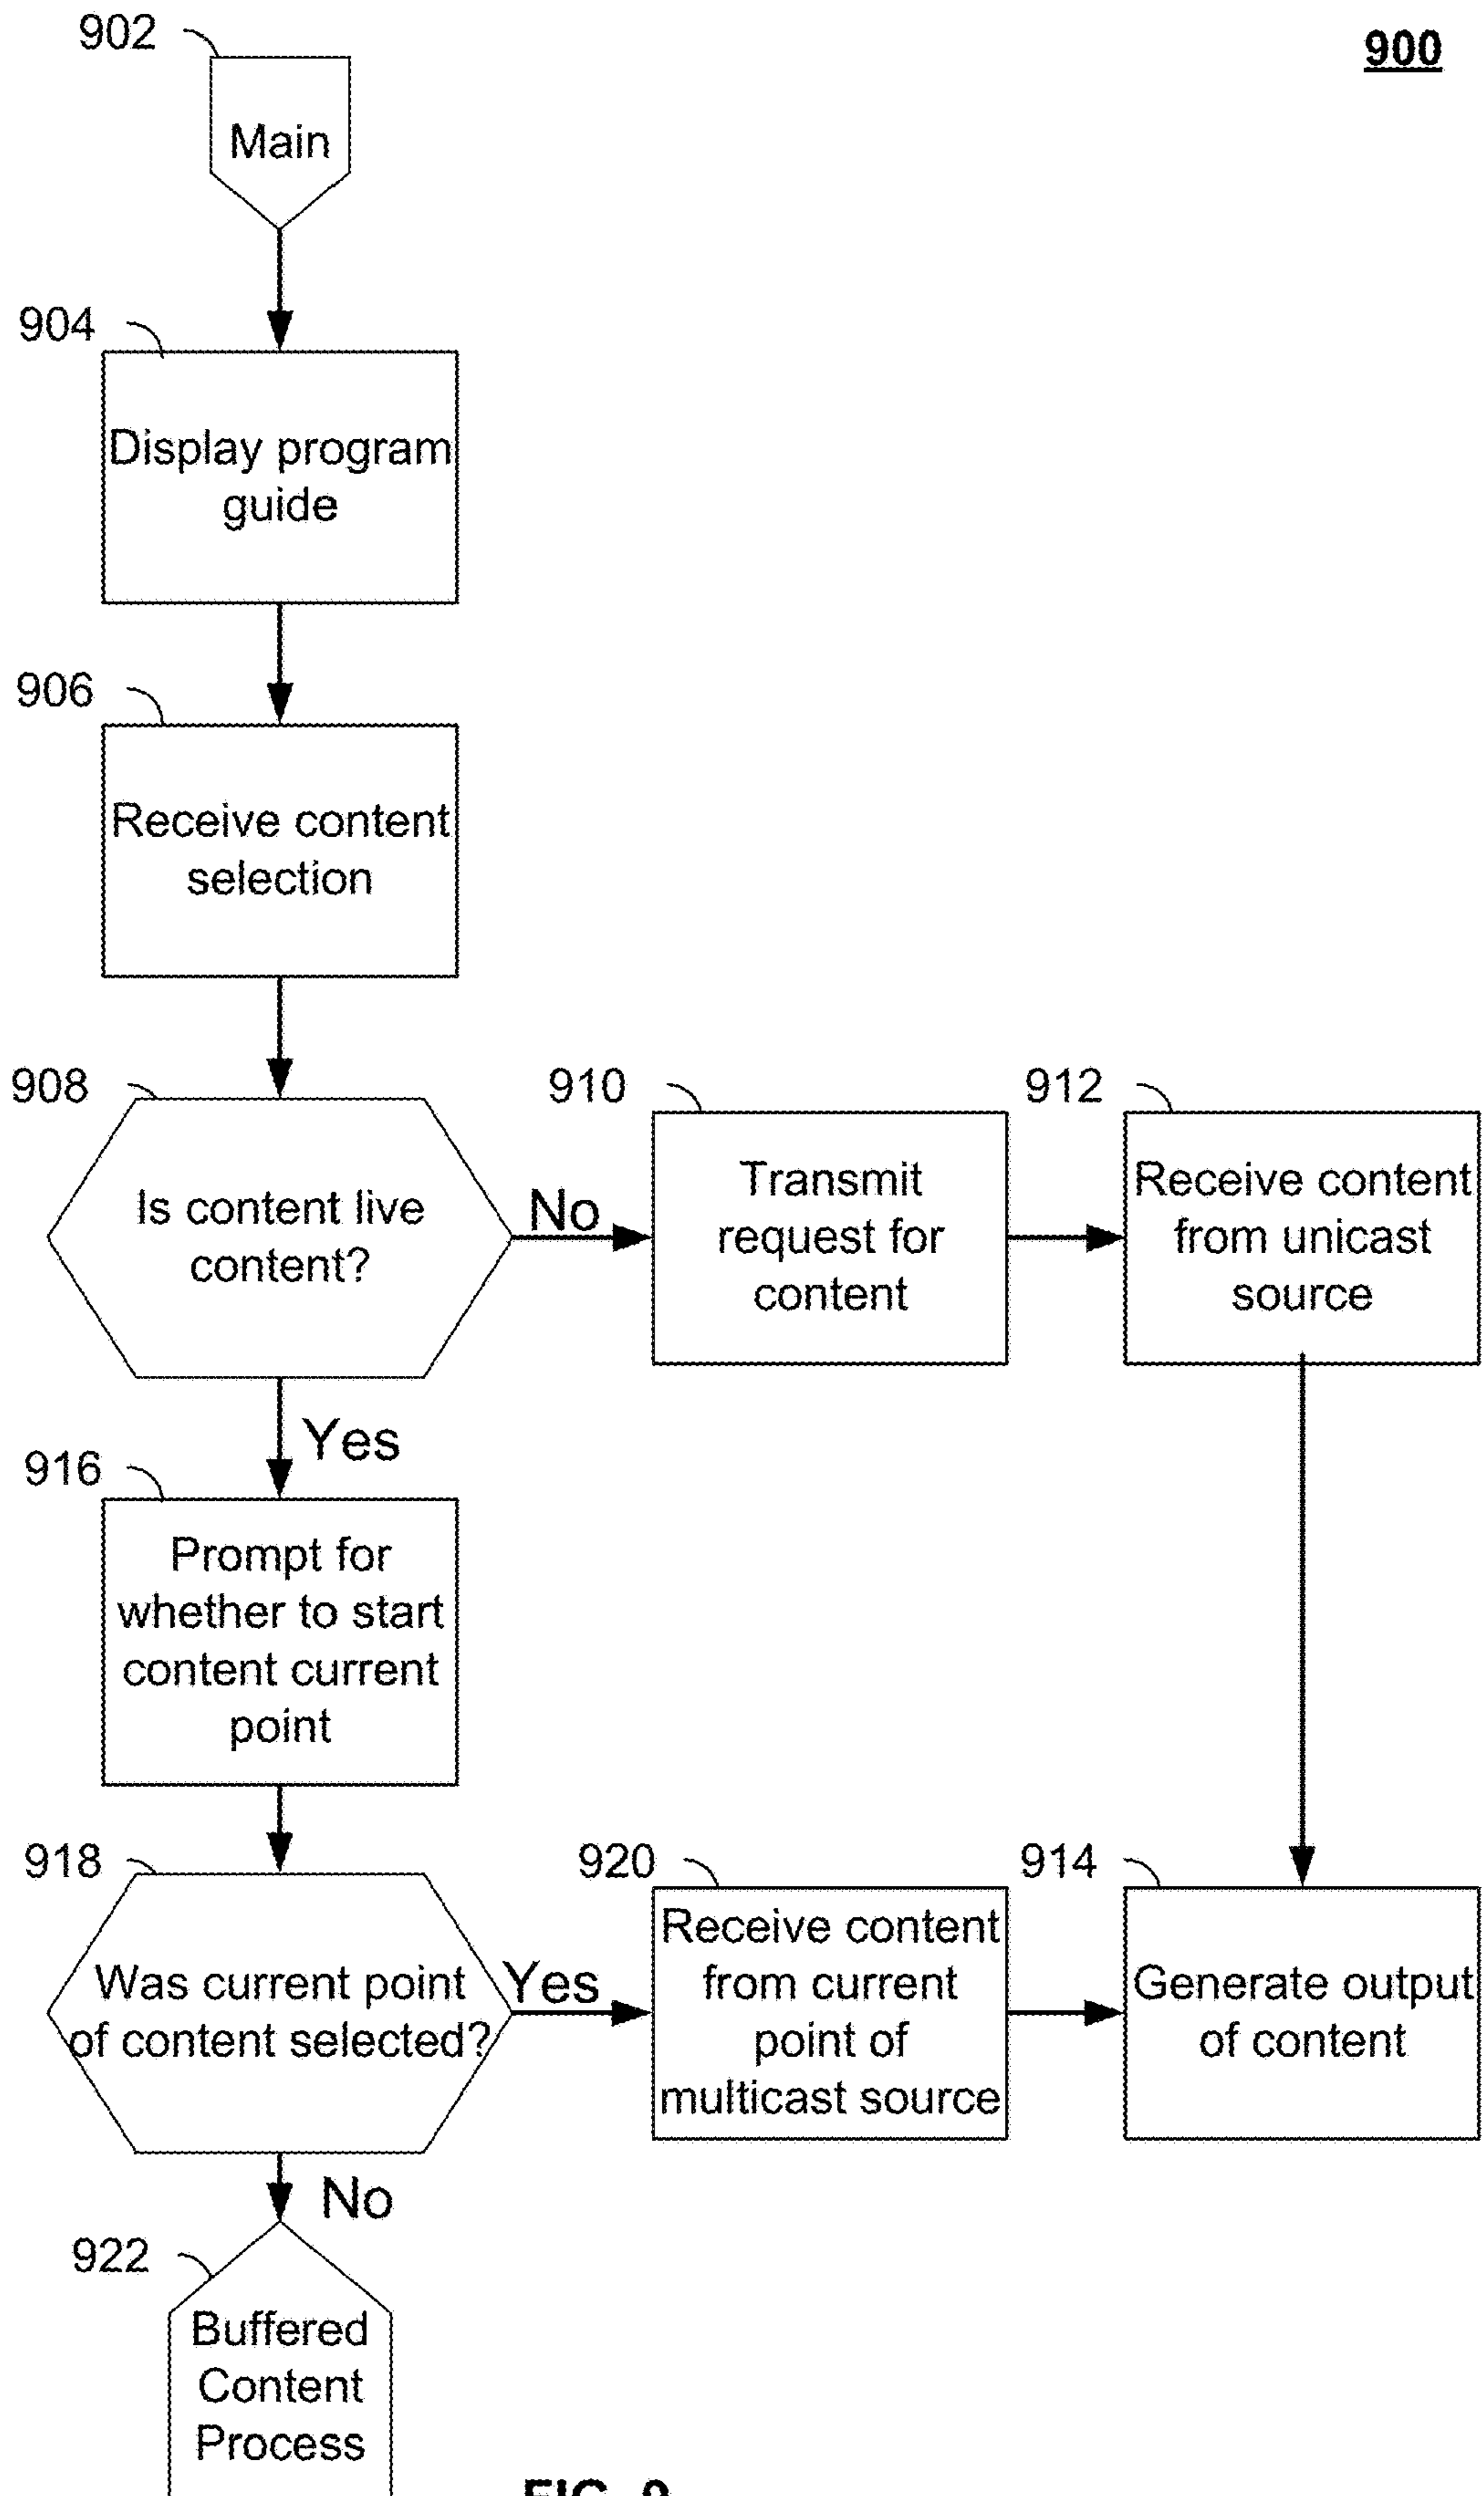 902
900
Main
904
Display program
guide
906
Receive content
selection
908
Is content live
content?
No
910
Transmit
request for
content
912
Receive content
from unicast
source
Yes
916
Prompt for
whether to start
content current
point
918
Was current point
of content selected?
Yes
920
Receive content
from current
point of
multicast source
914
Generate output
of content
No
922
Buffered
Content
Process